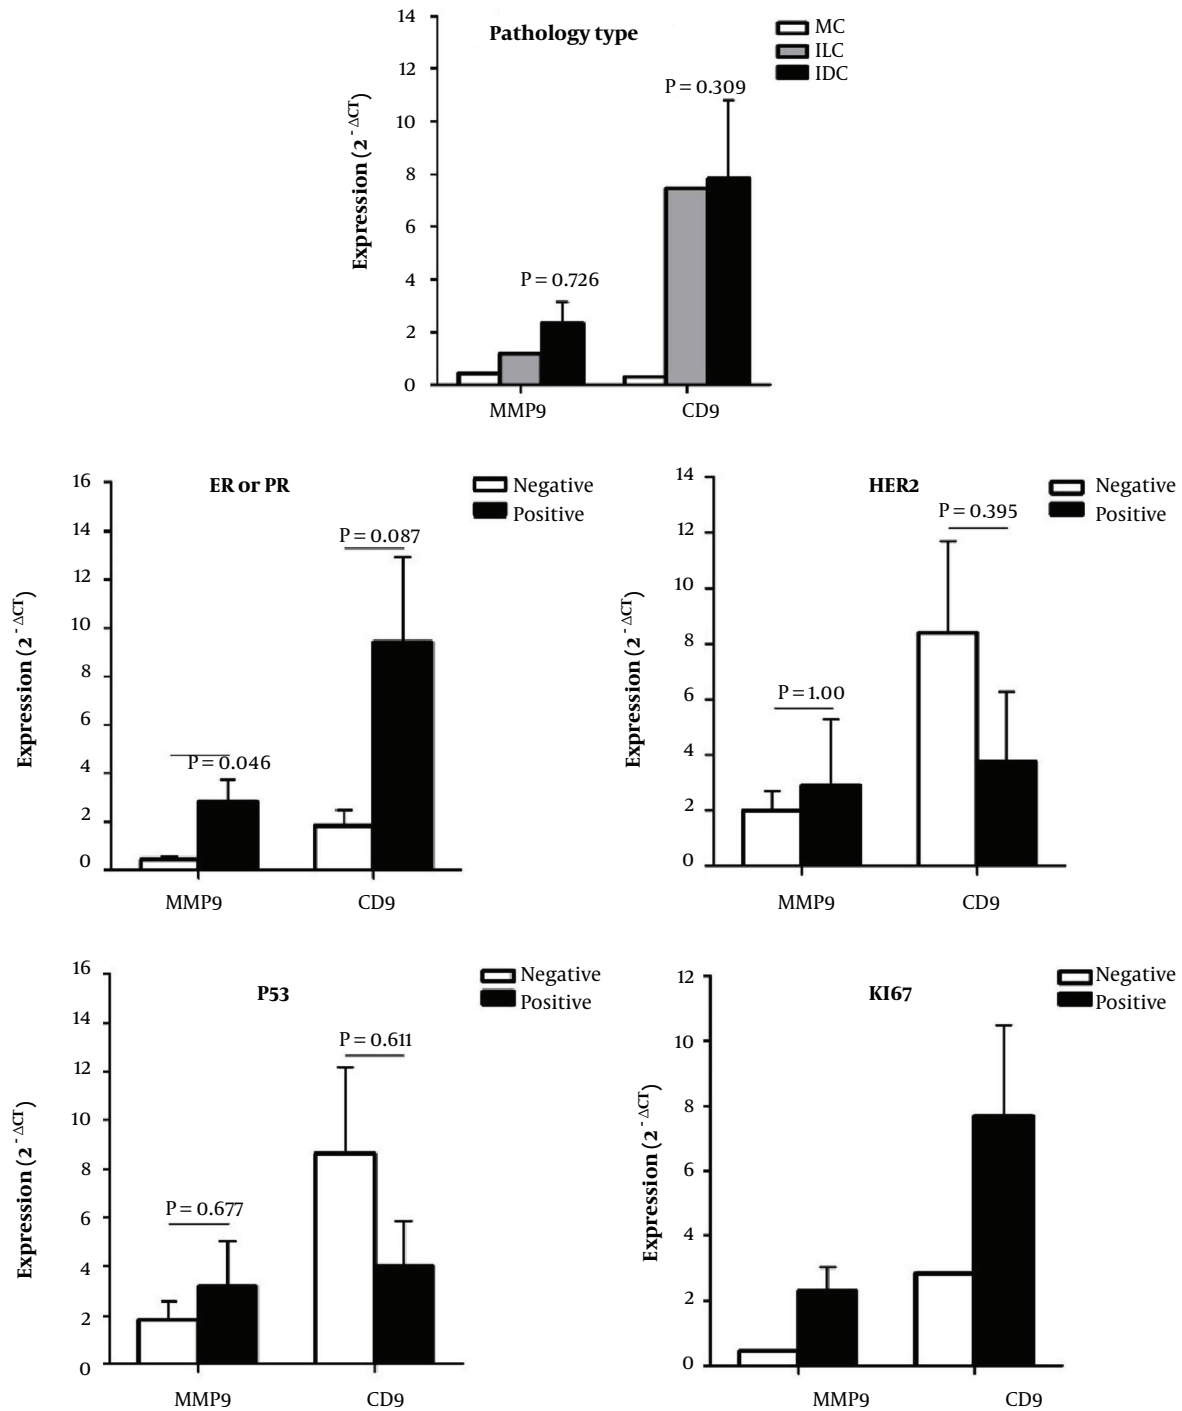 Pathology type
MC
ILC
IDC
14
12
10
8
6
4
2
0
Expression (2^-ΔCT)
P = 0.726
P = 0.309
MMP9 CD9
ER or PR
Negative
Positive
16
14
12
10
8
6
4
2
0
Expression (2^-ΔCT)
P = 0.046
P = 0.087
MMP9 CD9
HER2
Negative
Positive
14
12
10
8
6
4
2
0
Expression (2^-ΔCT)
P = 1.00
P = 0.395
MMP9 CD9
P53
Negative
Positive
16
14
12
10
8
6
4
2
0
Expression (2^-ΔCT)
P = 0.677
P = 0.611
MMP9 CD9
KI67
Negative
Positive
12
10
8
6
4
2
0
Expression (2^-ΔCT)
MMP9 CD9